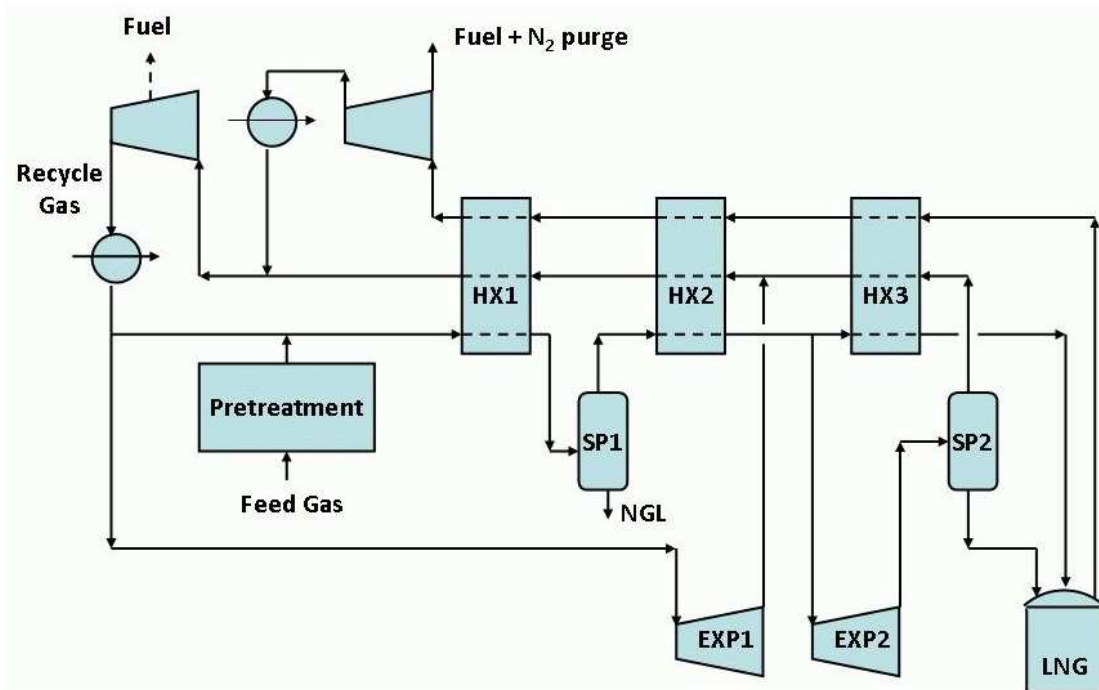 Fuel
Fuel + N₂ purge
Recycle
Gas
HX1
HX2
HX3
Pretreatment
SP1
SP2
Feed Gas
NGL
EXP1
EXP2
LNG